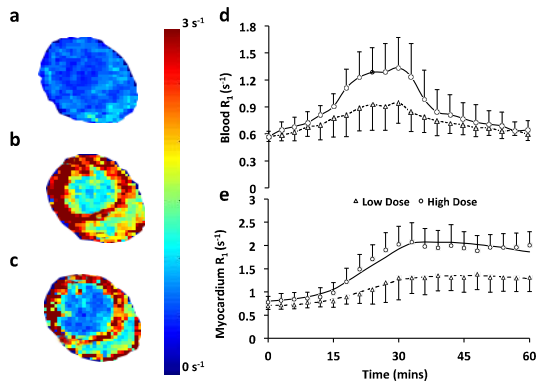 a
3 s⁻¹
b
c
0 s⁻¹
d
1.8
1.5
1.2
0.9
0.6
0.3
0
Blood R₁ (s⁻¹)
e
Low Dose
High Dose
3
2.5
2
1.5
1
0.5
0
Myocardium R₁ (s⁻¹)
0 15 30 45 60
Time (mins)